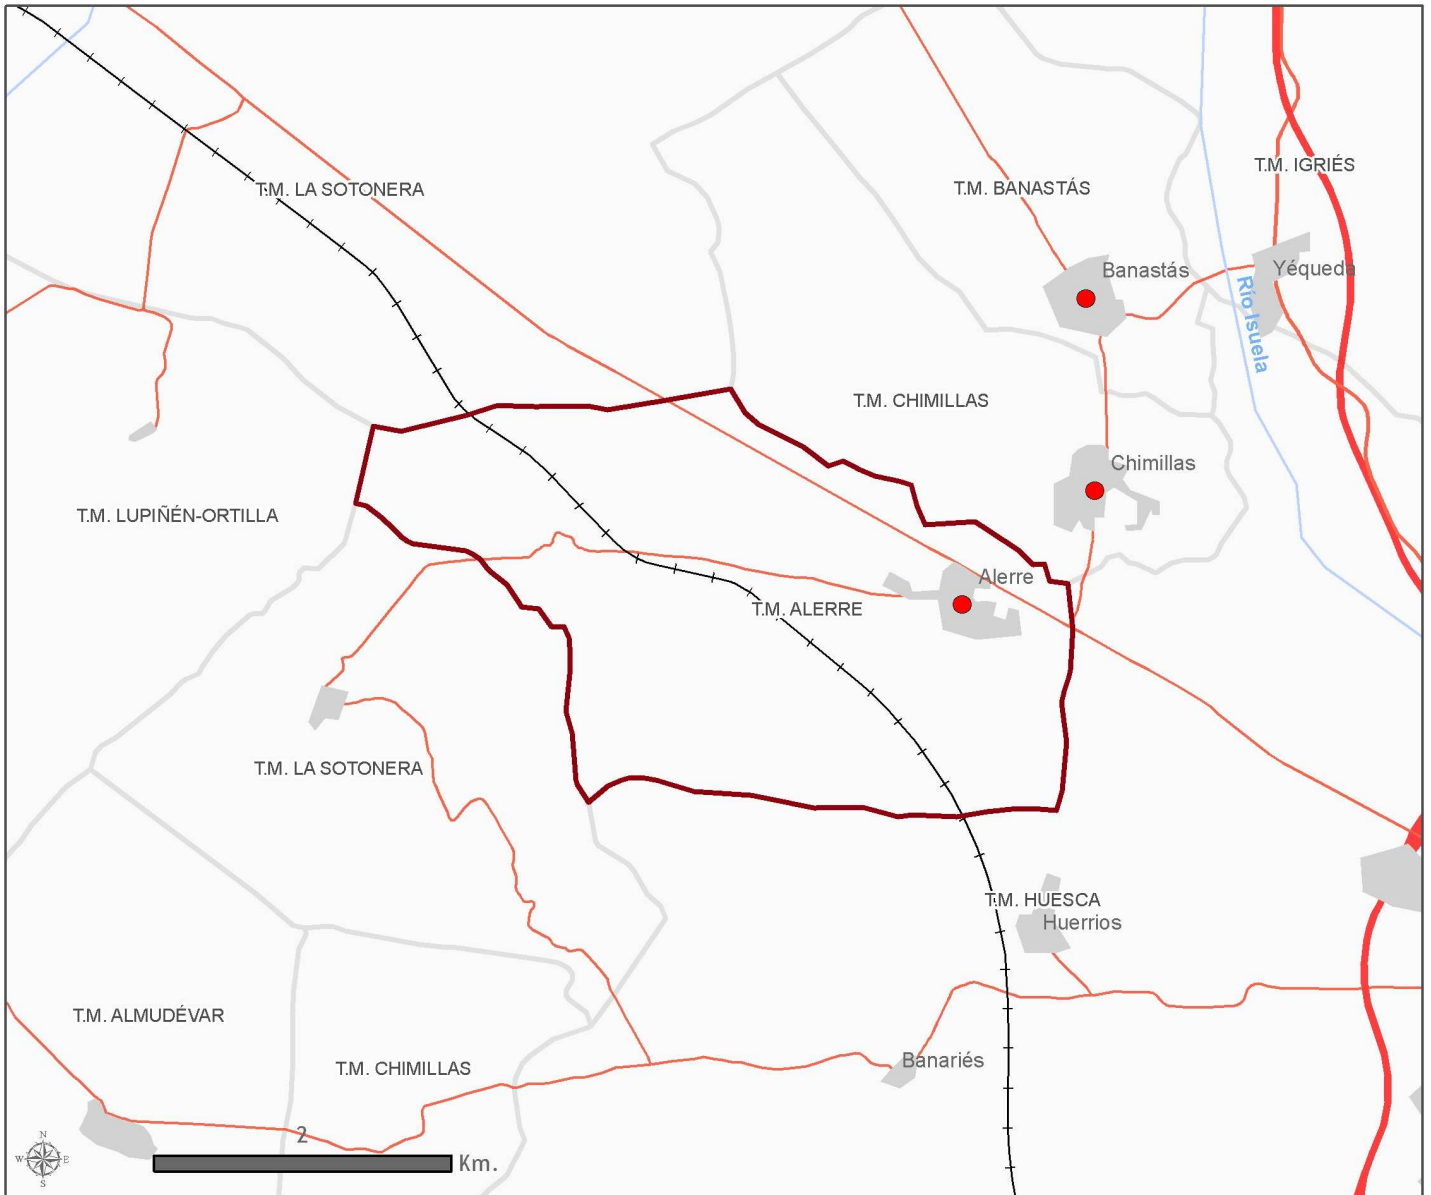 T.M. IGRIÉS
T.M. LA SOTONERA
T.M. BANASTÁS
Banastás
Yéqueda
Río Isuela
T.M. CHIMILLAS
Chimillas
T.M. LUPIÑÉN-ORTILLA
Alerre
T.M. ALERRE
T.M. LA SOTONERA
T.M. HUESCA
Huerrios
T.M. ALMUDÉVAR
Banariés
T.M. CHIMILLAS
2
Km.
N
W E
S